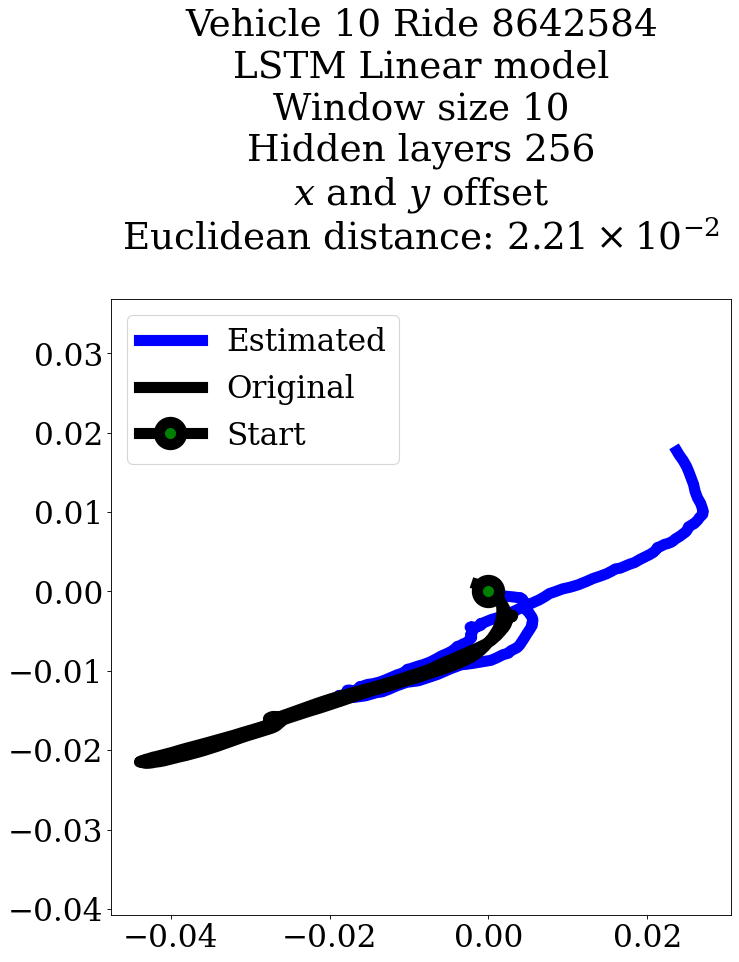 Vehicle 10 Ride 8642584
LSTM Linear model
Window size 10
Hidden layers 256
x and y offset
Euclidean distance: 2.21 × 10⁻²
Estimated
Original
Start
0.03
0.02
0.01
0.00
−0.01
−0.02
−0.03
−0.04
−0.04 −0.02 0.00 0.02